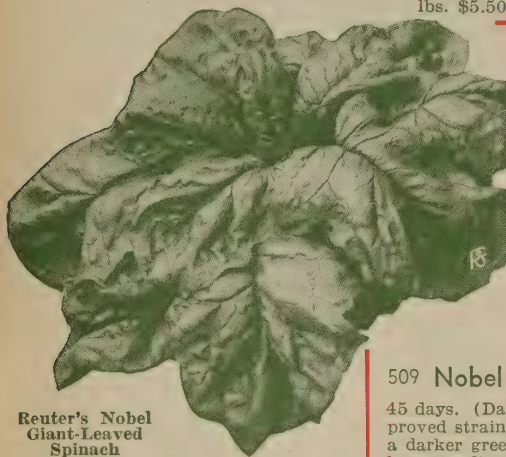 lbs. $5.50
Reuter's Nobel
Giant-Leaved
Spinach
509 Nobel
45 days. (Da
proved strain
a darker gree